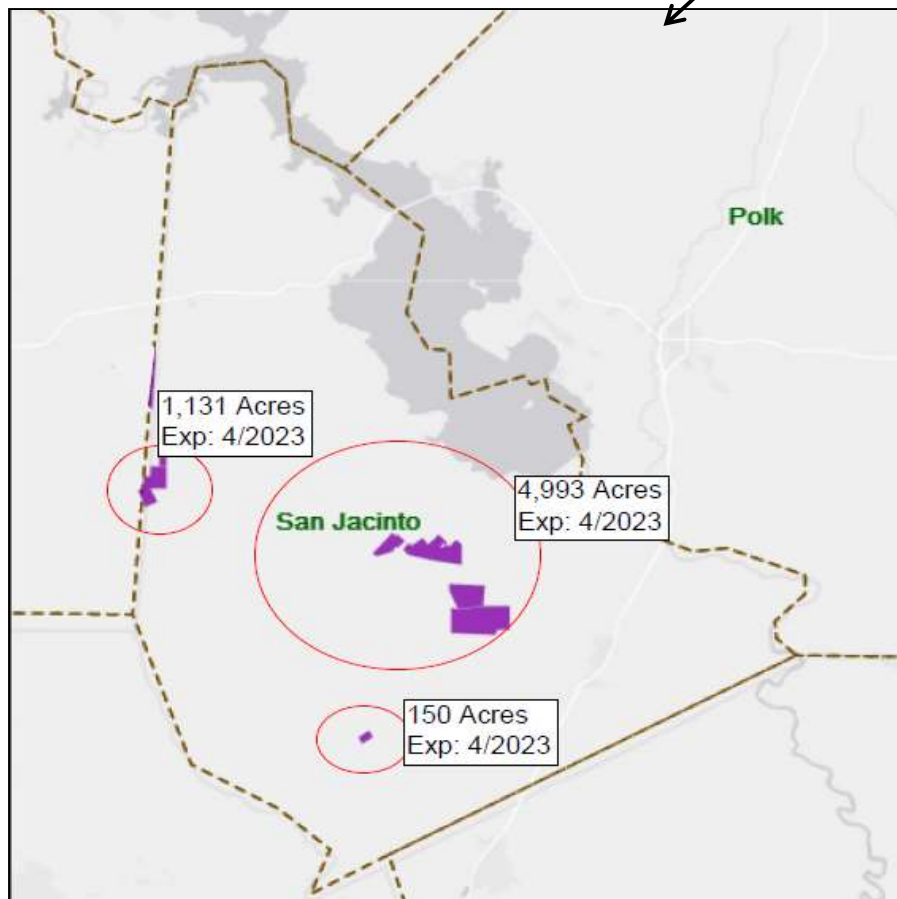 Polk
1,131 Acres
Exp: 4/2023
4,993 Acres
Exp: 4/2023
San Jacinto
150 Acres
Exp: 4/2023